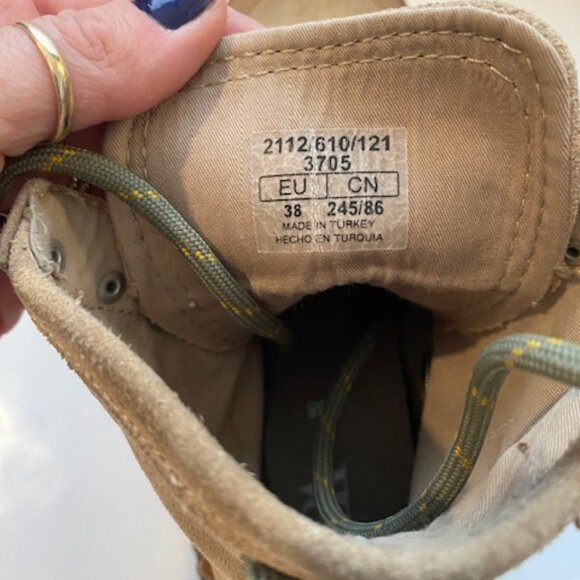 2112/610/121
3705
EU CN
38 245/86
MADE IN TURKEY
HECHO EN TURQUIA